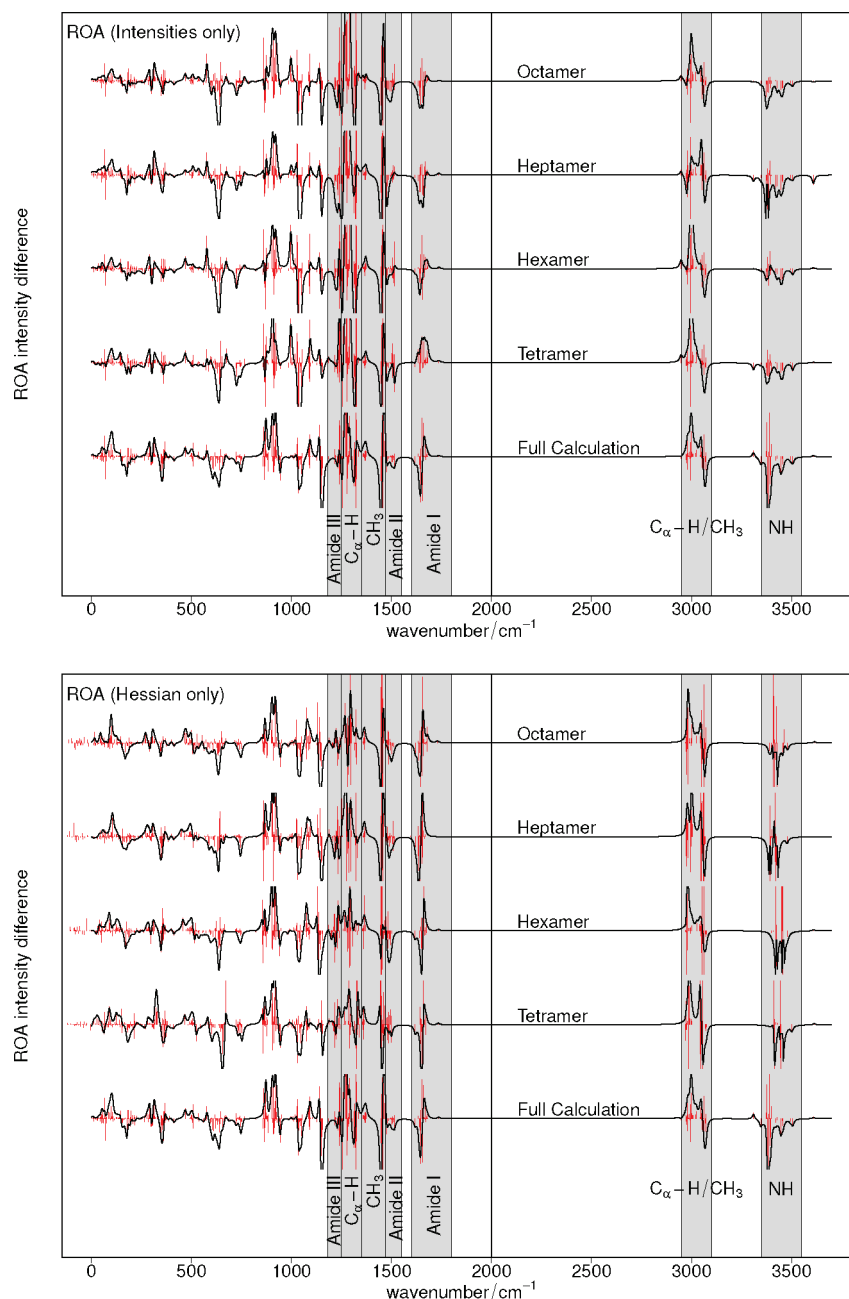 ROA (Intensities only)
Octamer
Heptamer
Hexamer
Tetramer
Full Calculation
ROA intensity difference
Amide III
Cα−H
CH3
Amide II
Amide I
Cα−H/CH3
NH
0 500 1000 1500 2000 2500 3000 3500
wavenumber/cm−1
ROA (Hessian only)
Octamer
Heptamer
Hexamer
Tetramer
Full Calculation
ROA intensity difference
Amide III
Cα−H
CH3
Amide II
Amide I
Cα−H/CH3
NH
0 500 1000 1500 2000 2500 3000 3500
wavenumber/cm−1